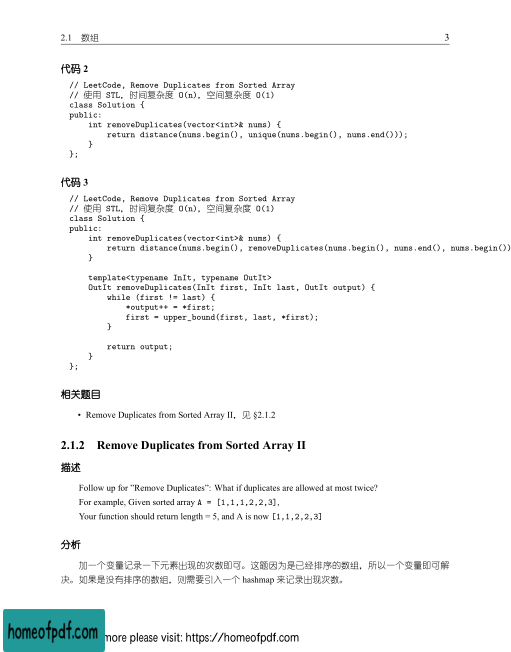 2.1 数组 3
代码 2
// LeetCode, Remove Duplicates from Sorted Array
// 使用 STL，时间复杂度 O(n)，空间复杂度 O(1)
class Solution {
public:
    int removeDuplicates(vector<int>& nums) {
        return distance(nums.begin(), unique(nums.begin(), nums.end()));
    }
};
代码 3
// LeetCode, Remove Duplicates from Sorted Array
// 使用 STL，时间复杂度 O(n)，空间复杂度 O(1)
class Solution {
public:
    int removeDuplicates(vector<int>& nums) {
        return distance(nums.begin(), removeDuplicates(nums.begin(), nums.end(), nums.begin())
    }
    template<typename InIt, typename OutIt>
    OutIt removeDuplicates(InIt first, InIt last, OutIt output) {
        while (first != last) {
            *output++ = *first;
            first = upper_bound(first, last, *first);
        }
        return output;
    }
};
相关题目
• Remove Duplicates from Sorted Array II，见 §2.1.2
2.1.2 Remove Duplicates from Sorted Array II
描述
Follow up for ”Remove Duplicates”: What if duplicates are allowed at most twice?
For example, Given sorted array A = [1,1,1,2,2,3],
Your function should return length = 5, and A is now [1,1,2,2,3]
分析
加一个变量记录一下元素出现的次数即可。这题因为是已经排序的数组，所以一个变量即可解
决。如果是没有排序的数组，则需要引入一个 hashmap 来记录出现次数。
homeofpdf.com more please visit: https://homeofpdf.com